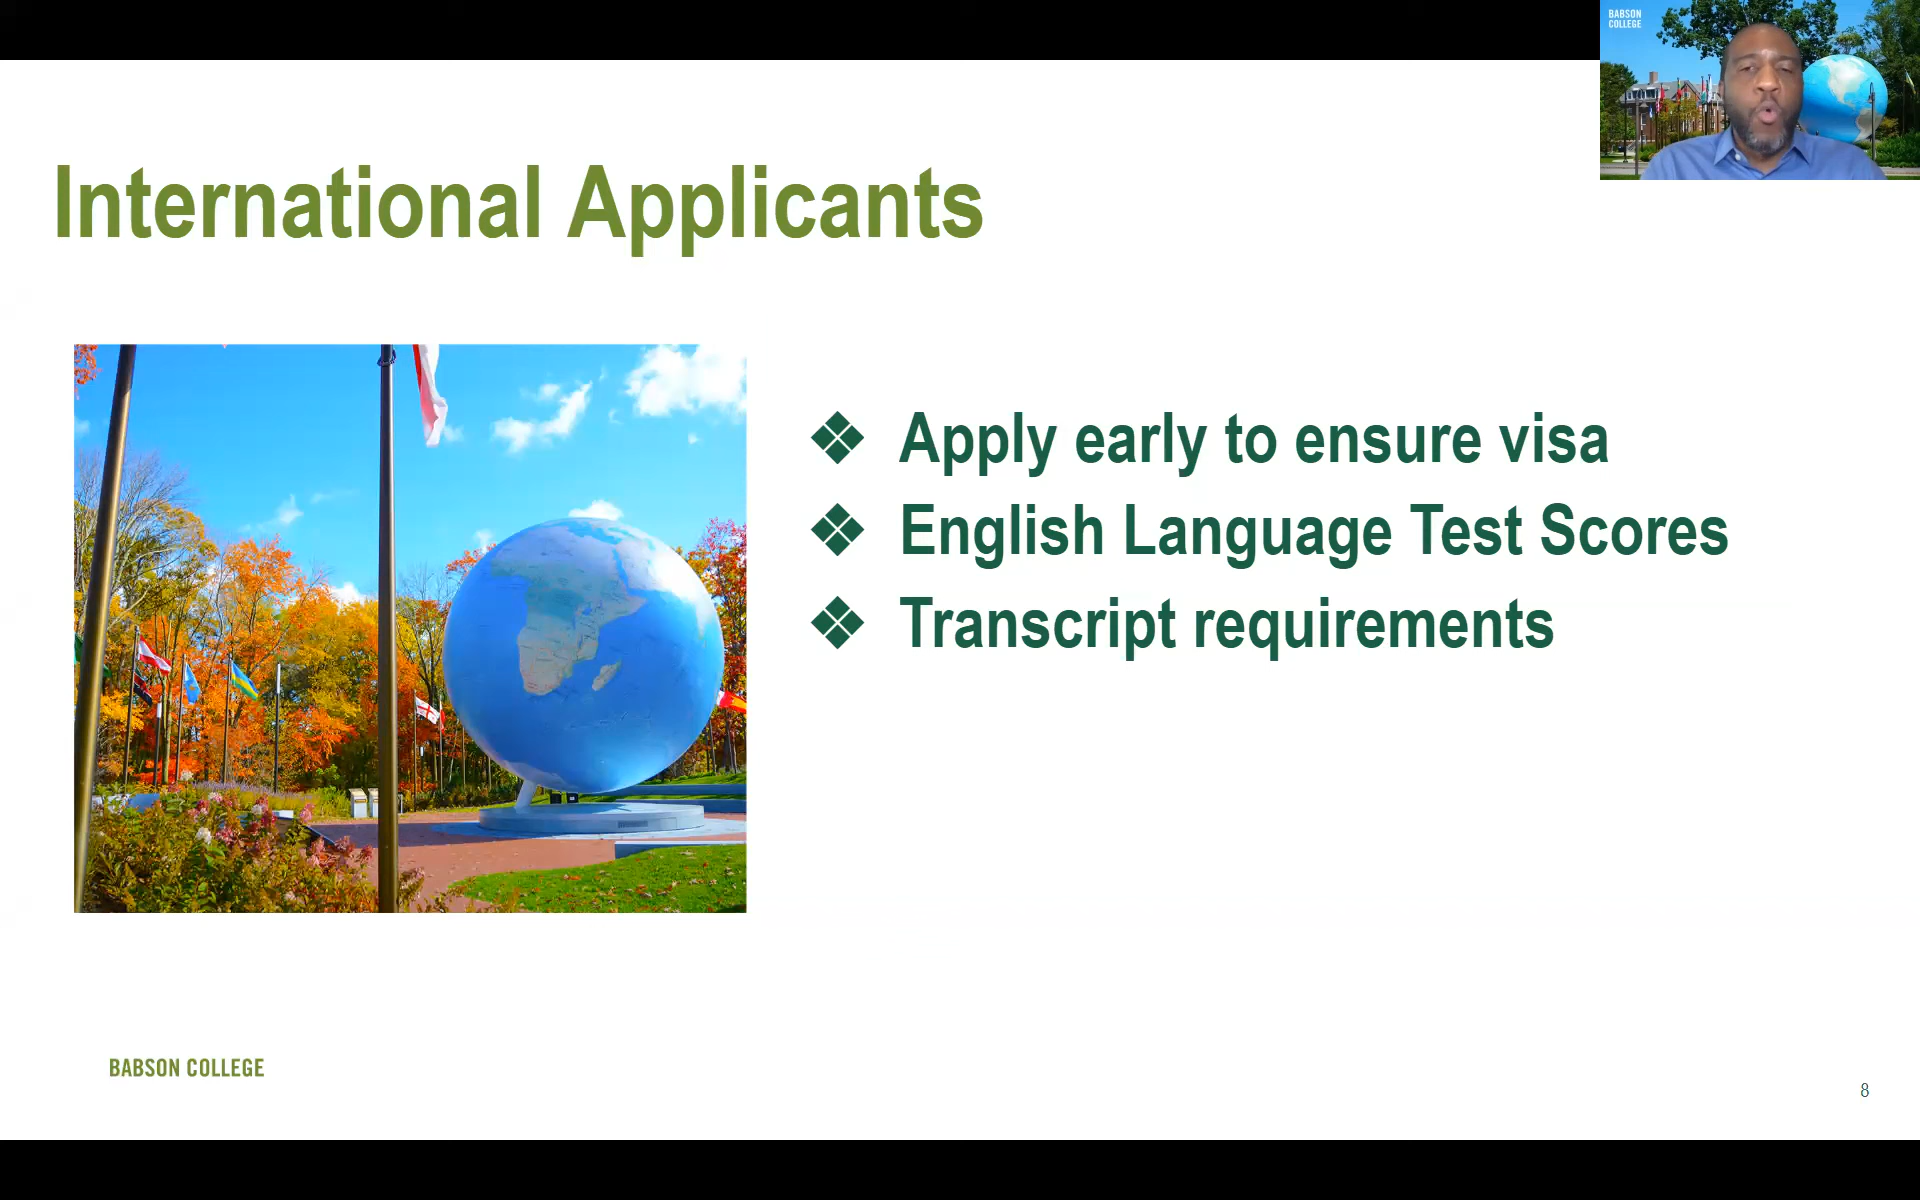 BABSON
COLLEGE
International Applicants
❖ Apply early to ensure visa
❖ English Language Test Scores
❖ Transcript requirements
BABSON COLLEGE
8